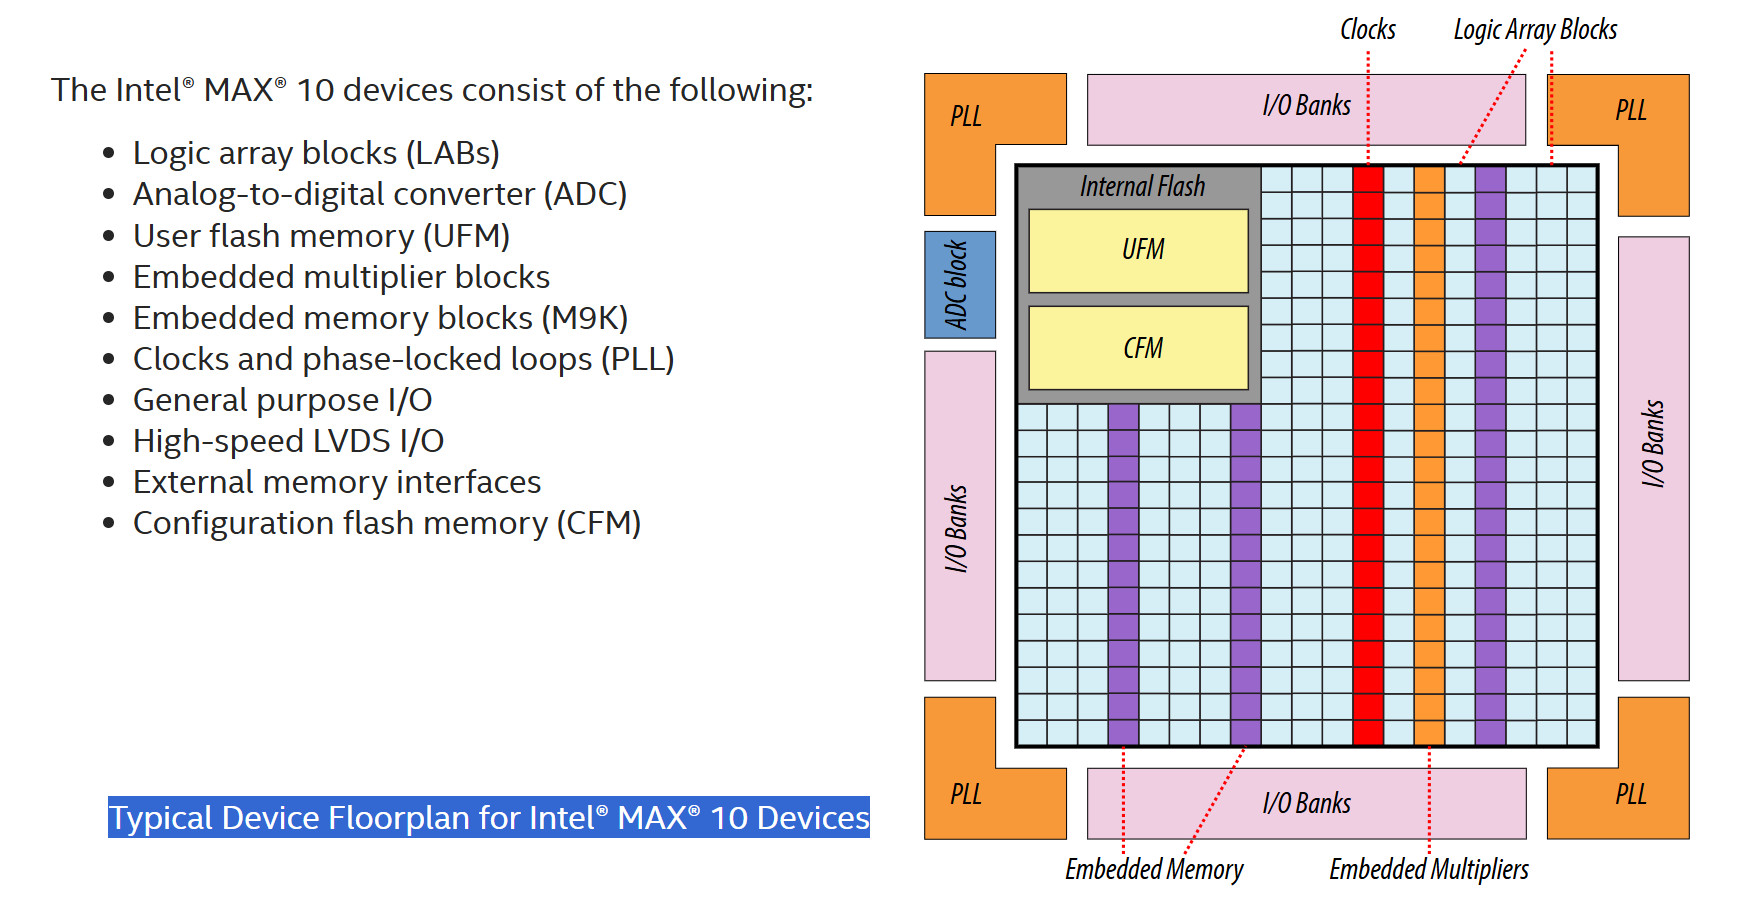 The Intel® MAX® 10 devices consist of the following:
• Logic array blocks (LABs)
• Analog-to-digital converter (ADC)
• User flash memory (UFM)
• Embedded multiplier blocks
• Embedded memory blocks (M9K)
• Clocks and phase-locked loops (PLL)
• General purpose I/O
• High-speed LVDS I/O
• External memory interfaces
• Configuration flash memory (CFM)
Typical Device Floorplan for Intel® MAX® 10 Devices
Clocks
Logic Array Blocks
PLL
I/O Banks
PLL
Internal Flash
UFM
CFM
ADC block
I/O Banks
I/O Banks
PLL
I/O Banks
PLL
Embedded Memory
Embedded Multipliers